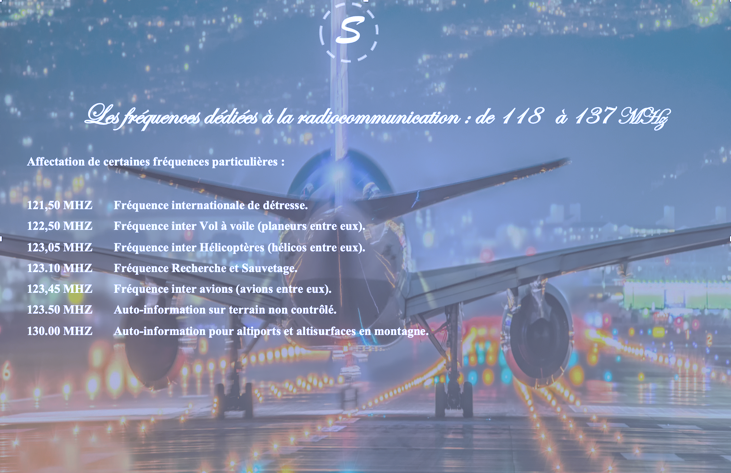 S
Les fréquences dédiées à la radiocommunication : de 118 à 137 MHz
Affectation de certaines fréquences particulières :
121,50 MHZ Fréquence internationale de détresse.
122,50 MHZ Fréquence inter Vol à voile (planeurs entre eux).
123,05 MHZ Fréquence inter Hélicoptères (hélicos entre eux).
123.10 MHZ Fréquence Recherche et Sauvetage.
123,45 MHZ Fréquence inter avions (avions entre eux).
123.50 MHZ Auto-information sur terrain non contrôlé.
130.00 MHZ Auto-information pour altiports et altisurfaces en montagne.